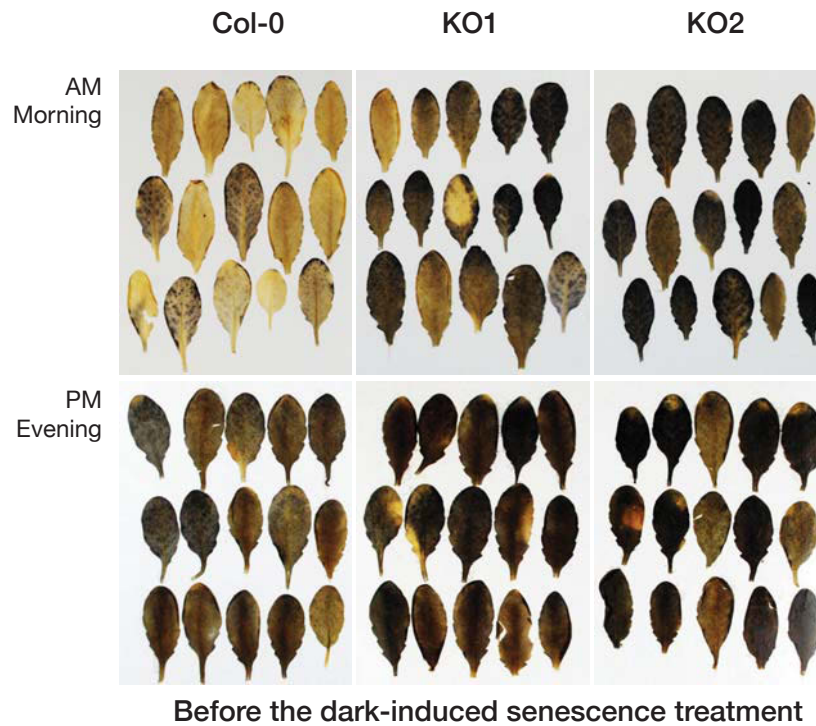 Col-0 KO1 KO2
AM
Morning
PM
Evening
Before the dark-induced senescence treatment